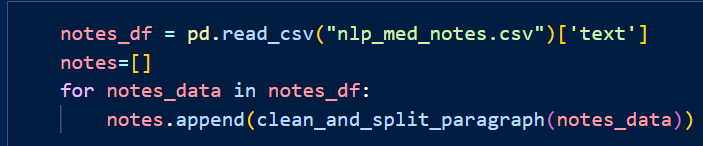 notes_df = pd.read_csv("nlp_med_notes.csv")['text']
notes=[]
for notes_data in notes_df:
    notes.append(clean_and_split_paragraph(notes_data))